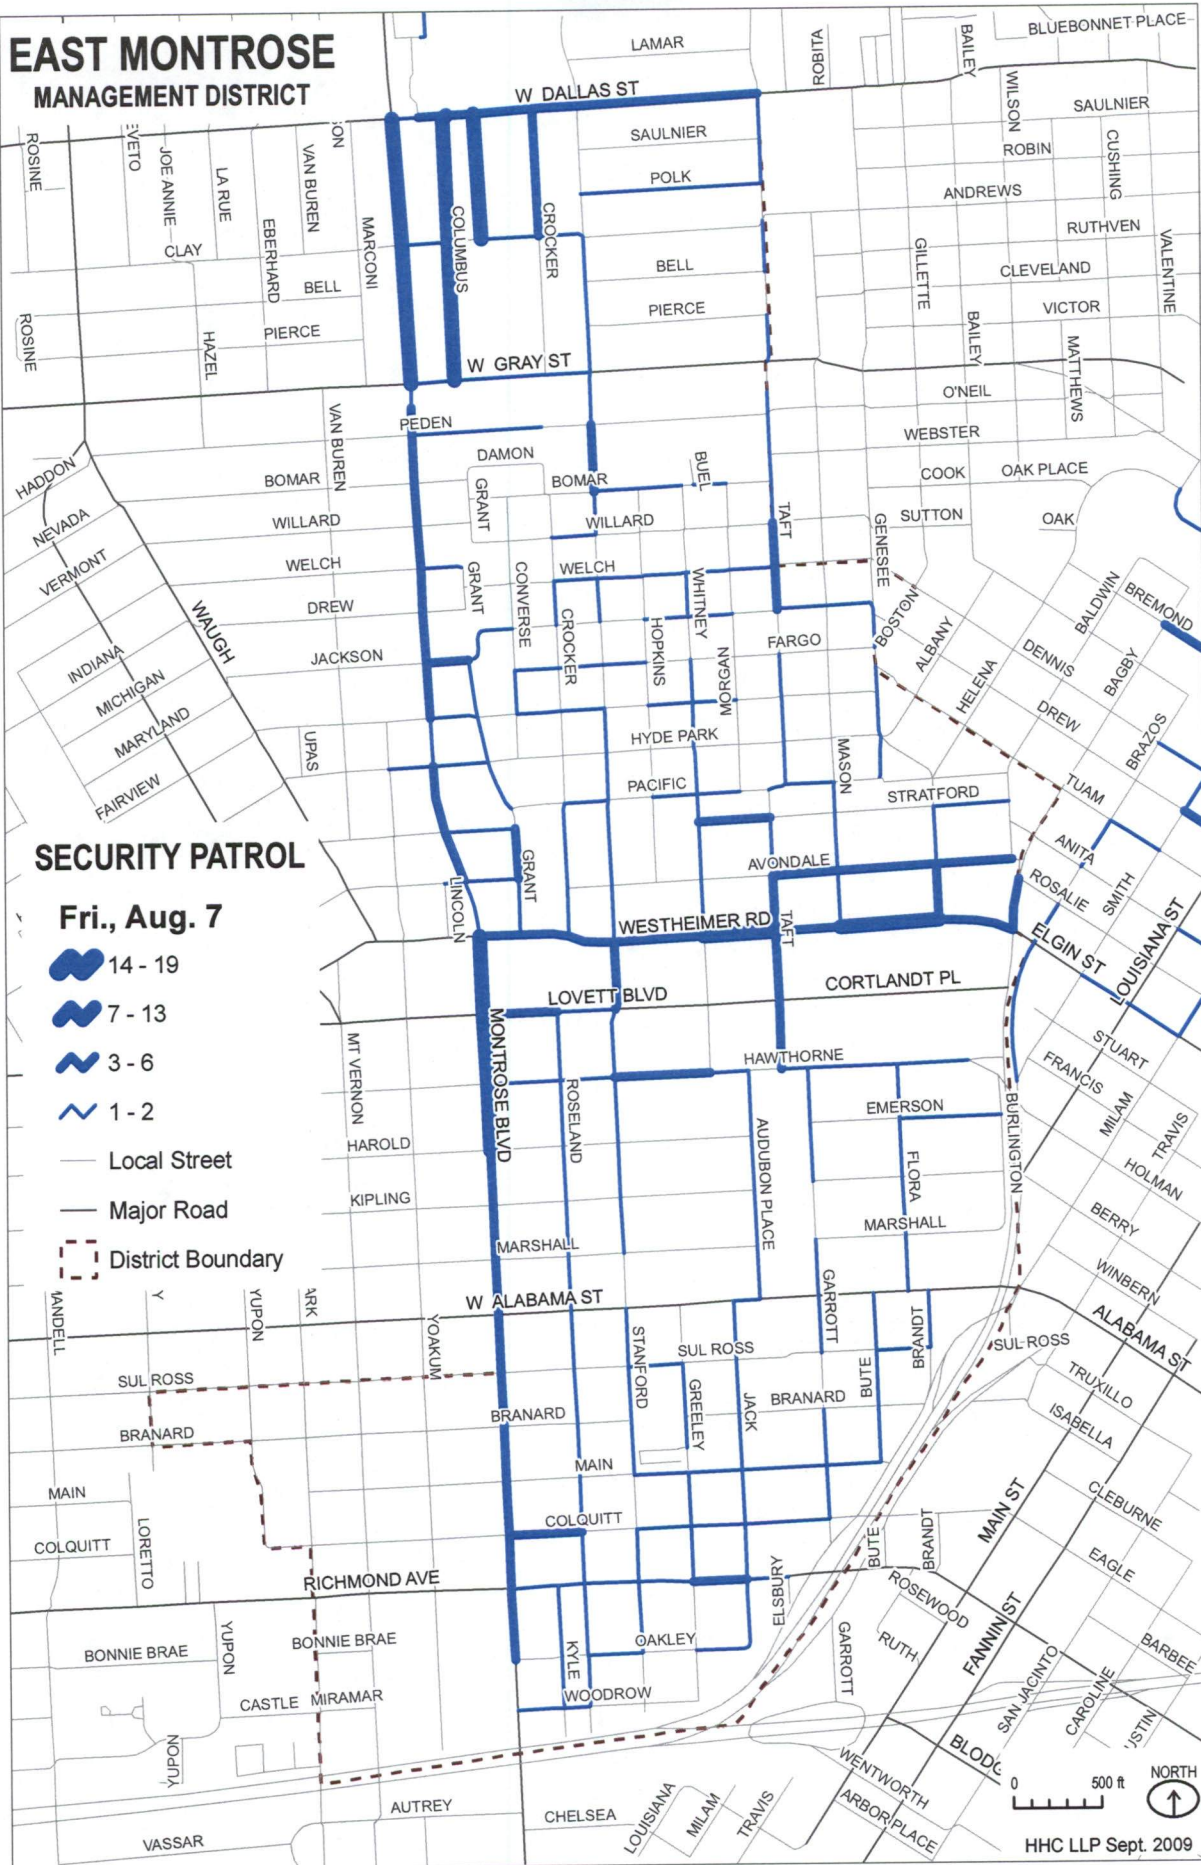 EAST MONTROSE
MANAGEMENT DISTRICT
LAMAR
ROBITA
BAILEY
BLUEBONNET PLACE
W DALLAS ST
WILSON
SAULNIER
SAULNIER
ROSINE
EVETO
JOE ANNIE
LA RUE
VAN BUREN
ON
ROBIN
CUSHING
POLK
ANDREWS
EBERHARD
MARCONI
COLUMBUS
CROCKER
RUTHVEN
CLAY
GILLETTE
VALENTINE
BELL
CLEVELAND
BELL
PIERCE
VICTOR
ROSINE
PIERCE
HAZEL
BAILEY
MATTHEWS
W GRAY ST
O'NEIL
PEDEN
VAN BUREN
WEBSTER
DAMON
BUEL
HADDON
BOMAR
BOMAR
COOK
OAK PLACE
GRANT
NEVADA
WILLARD
WILLARD
TAFT
GENESEE
SUTTON
OAK
VERMONT
WELCH
GRANT
CONVERSE
WELCH
WHITNEY
BALDWIN
BREMOND
WAUGH
DREW
CROCKER
HOPKINS
BOSTON
ALBANY
FARGO
INDIANA
JACKSON
MORGAN
HELENA
DENNIS
BAGBY
MICHIGAN
DREW
MARYLAND
HYDE PARK
BRAZOS
UPAS
MASON
FAIRVIEW
PACIFIC
STRATFORD
TUAM
SECURITY PATROL
GRANT
AVONDALE
ANITA
LINCOLN
ROSALIE
SMITH
Fri., Aug. 7
WESTHEIMER RD
TAFT
ELGIN ST
LOUISIANA ST
14 - 19
7 - 13
3 - 6
1 - 2
Local Street
Major Road
District Boundary
LOVETT BLVD
CORTLANDT PL
MONTROSE BLVD
MT VERNON
ROSELAND
HAWTHORNE
STUART
FRANCIS
EMERSON
BURLINGTON
MILAM
TRAVIS
HAROLD
AUDUBON PLACE
FLORA
HOLMAN
KIPLING
MARSHALL
BERRY
MARSHALL
WINBERN
ANDELL
Y
YUPON
ARK
W ALABAMA ST
GARROTT
ALABAMA ST
YOAKUM
STANFORD
SUL ROSS
BRANDT
SUL ROSS
SUL ROSS
BUTE
TRUXILLO
GREELEY
JACK
BRANARD
BRANARD
BRANARD
ISABELLA
MAIN
MAIN
MAIN ST
CLEBURNE
COLQUITT
COLQUITT
LORETTO
BUTE
BRANDT
EAGLE
RICHMOND AVE
ELSBURY
ROSEWOOD
FANNIN ST
YUPON
BONNIE BRAE
BONNIE BRAE
KYLE
OAKLEY
GARROTT
RUTH
SAN JACINTO
BARBEE
CASTLE
MIRAMAR
WOODROW
CAROLINE
USTIN
YUPON
BLODG
WENTWORTH
AUTREY
CHELSEA
LOUISIANA
MILAM
TRAVIS
ARBOR PLACE
VASSAR
0 500 ft
NORTH
HHC LLP Sept. 2009